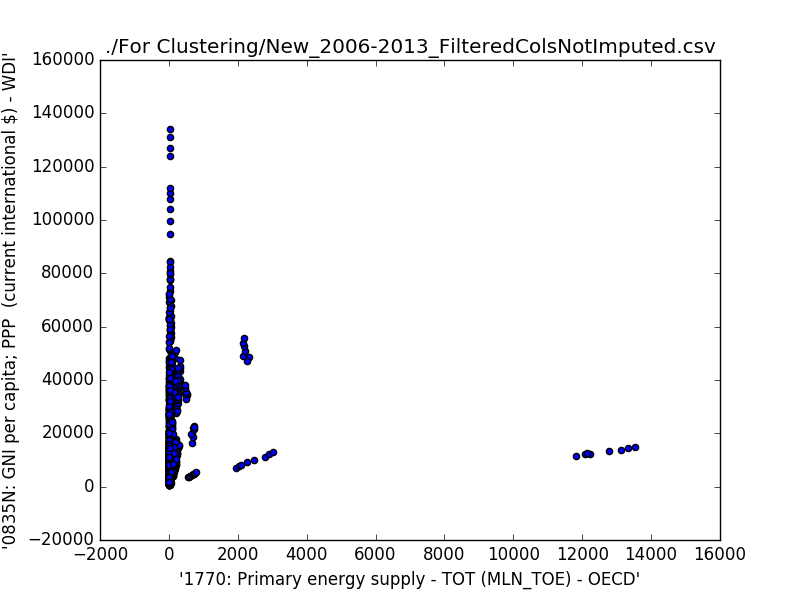 ./For Clustering/New_2006-2013_FilteredColsNotImputed.csv
'0835N: GNI per capita; PPP  (current international $) - WDI'
160000
140000
120000
100000
80000
60000
40000
20000
0
−20000
−2000 0 2000 4000 6000 8000 10000 12000 14000 16000
'1770: Primary energy supply - TOT (MLN_TOE) - OECD'